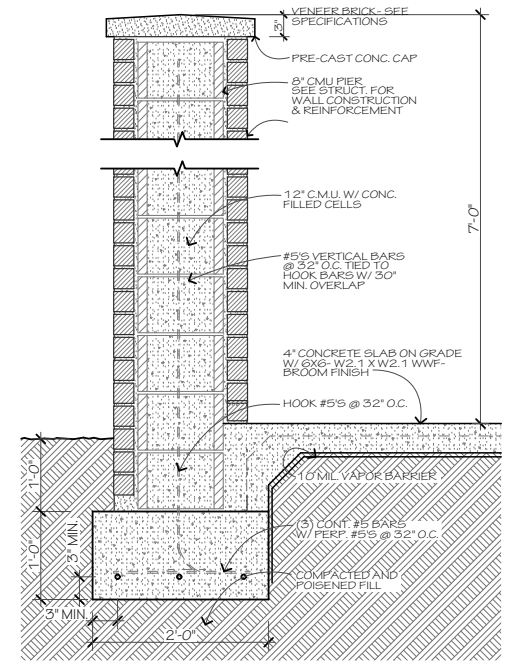 VENEER BRICK- SEE
SPECIFICATIONS
3"
PRE-CAST CONC. CAP
8" CMU PIER
SEE STRUCT. FOR
WALL CONSTRUCTION
& REINFORCEMENT
12" C.M.U. W/ CONC.
FILLED CELLS
7'-0"
#5'S VERTICAL BARS
@ 32" O.C. TIED TO
HOOK BARS W/ 30"
MIN. OVERLAP
4" CONCRETE SLAB ON GRADE
W/ 6X6- W2.1 X W2.1 WWF-
BROOM FINISH
HOOK #5'S @ 32" O.C.
1'-0"
10 MIL. VAPOR BARRIER
(3) CONT. #5 BARS
W/ PERP. #5'S @ 32" O.C.
1'-0"
3" MIN.
COMPACTED AND
POISENED FILL
3" MIN.
2'-0"